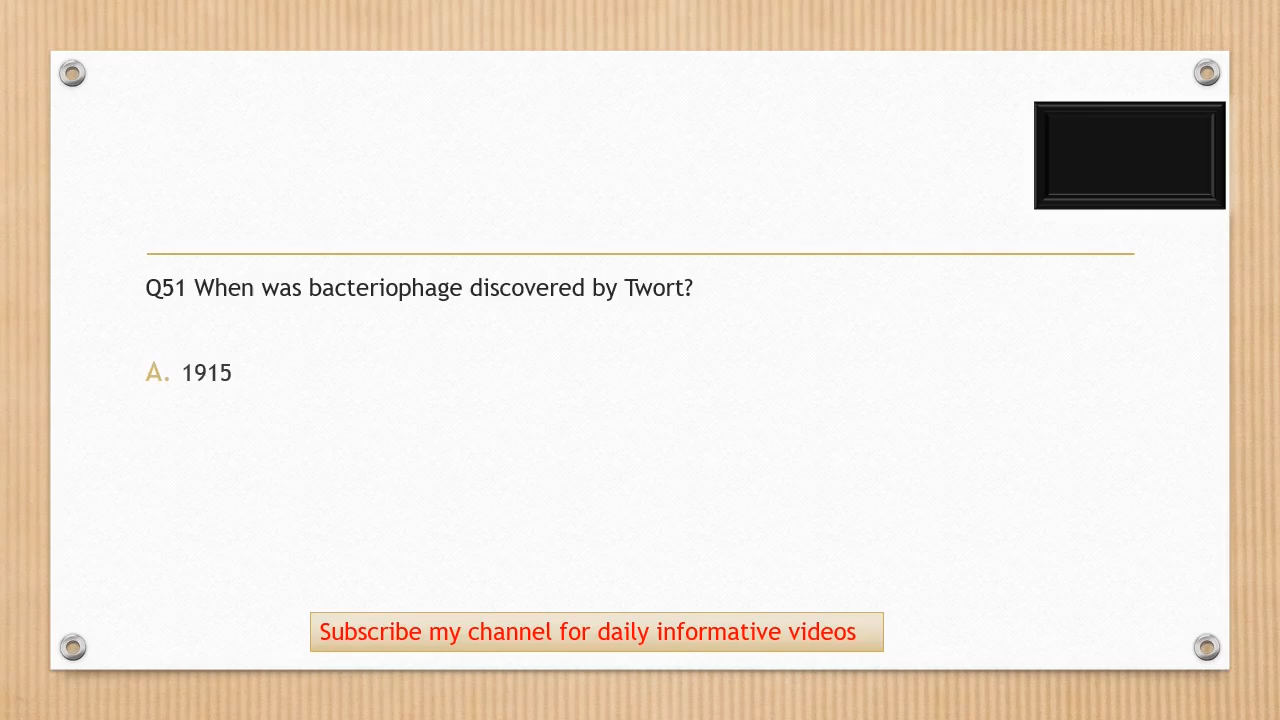 Q51 When was bacteriophage discovered by Twort?
A. 1915
Subscribe my channel for daily informative videos